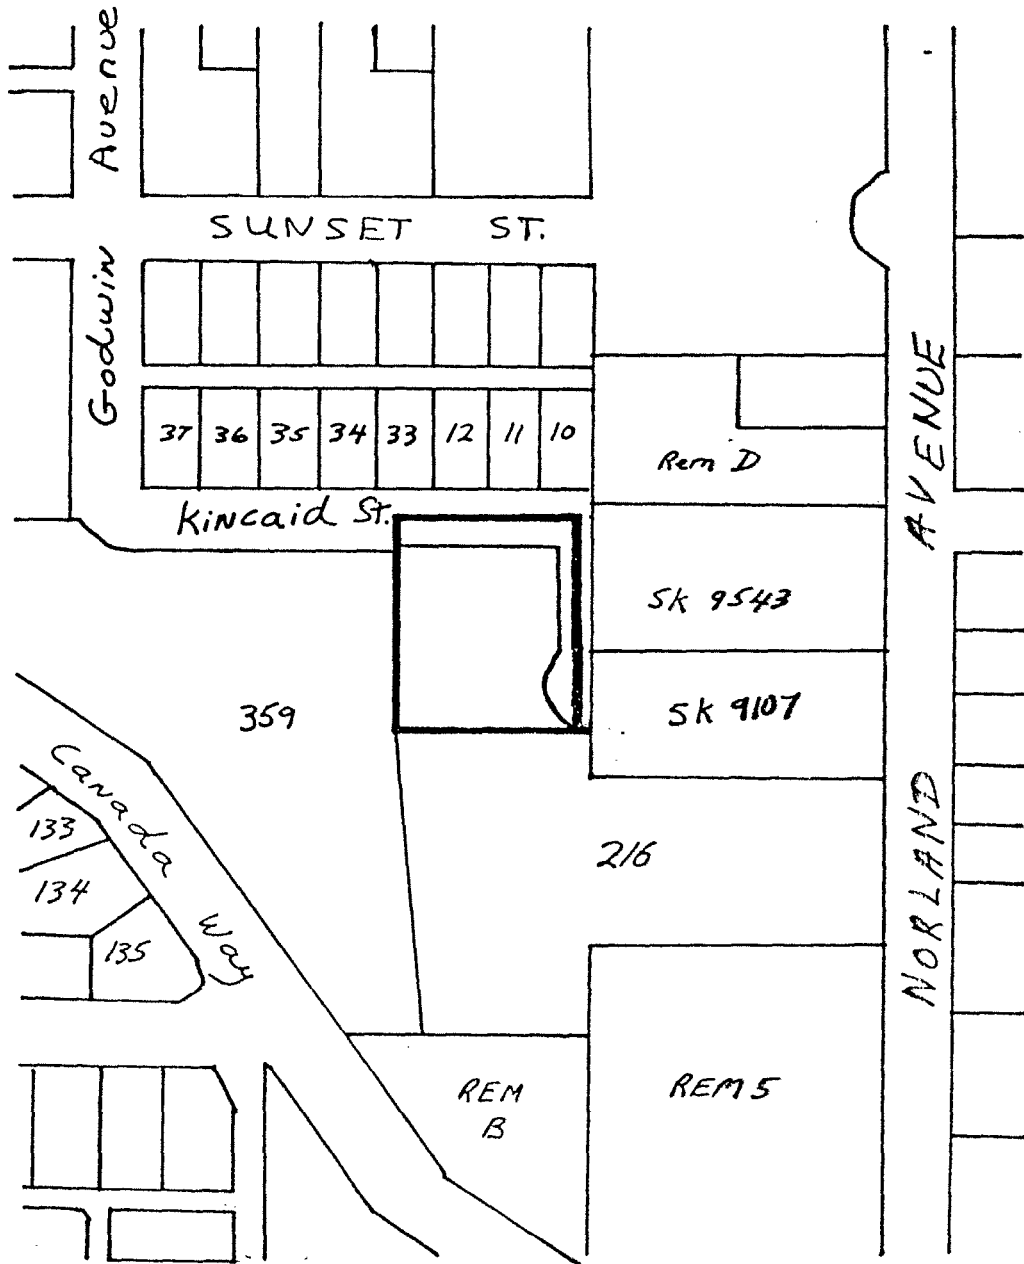 Godwin Avenue
SUNSET ST.
37 36 35 34 33 12 11 10
Rem D
Kincaid St.
SK 9543
SK 9107
359
NORLAND AVENUE
Canada Way
133
134
135
216
REM
B
REM 5